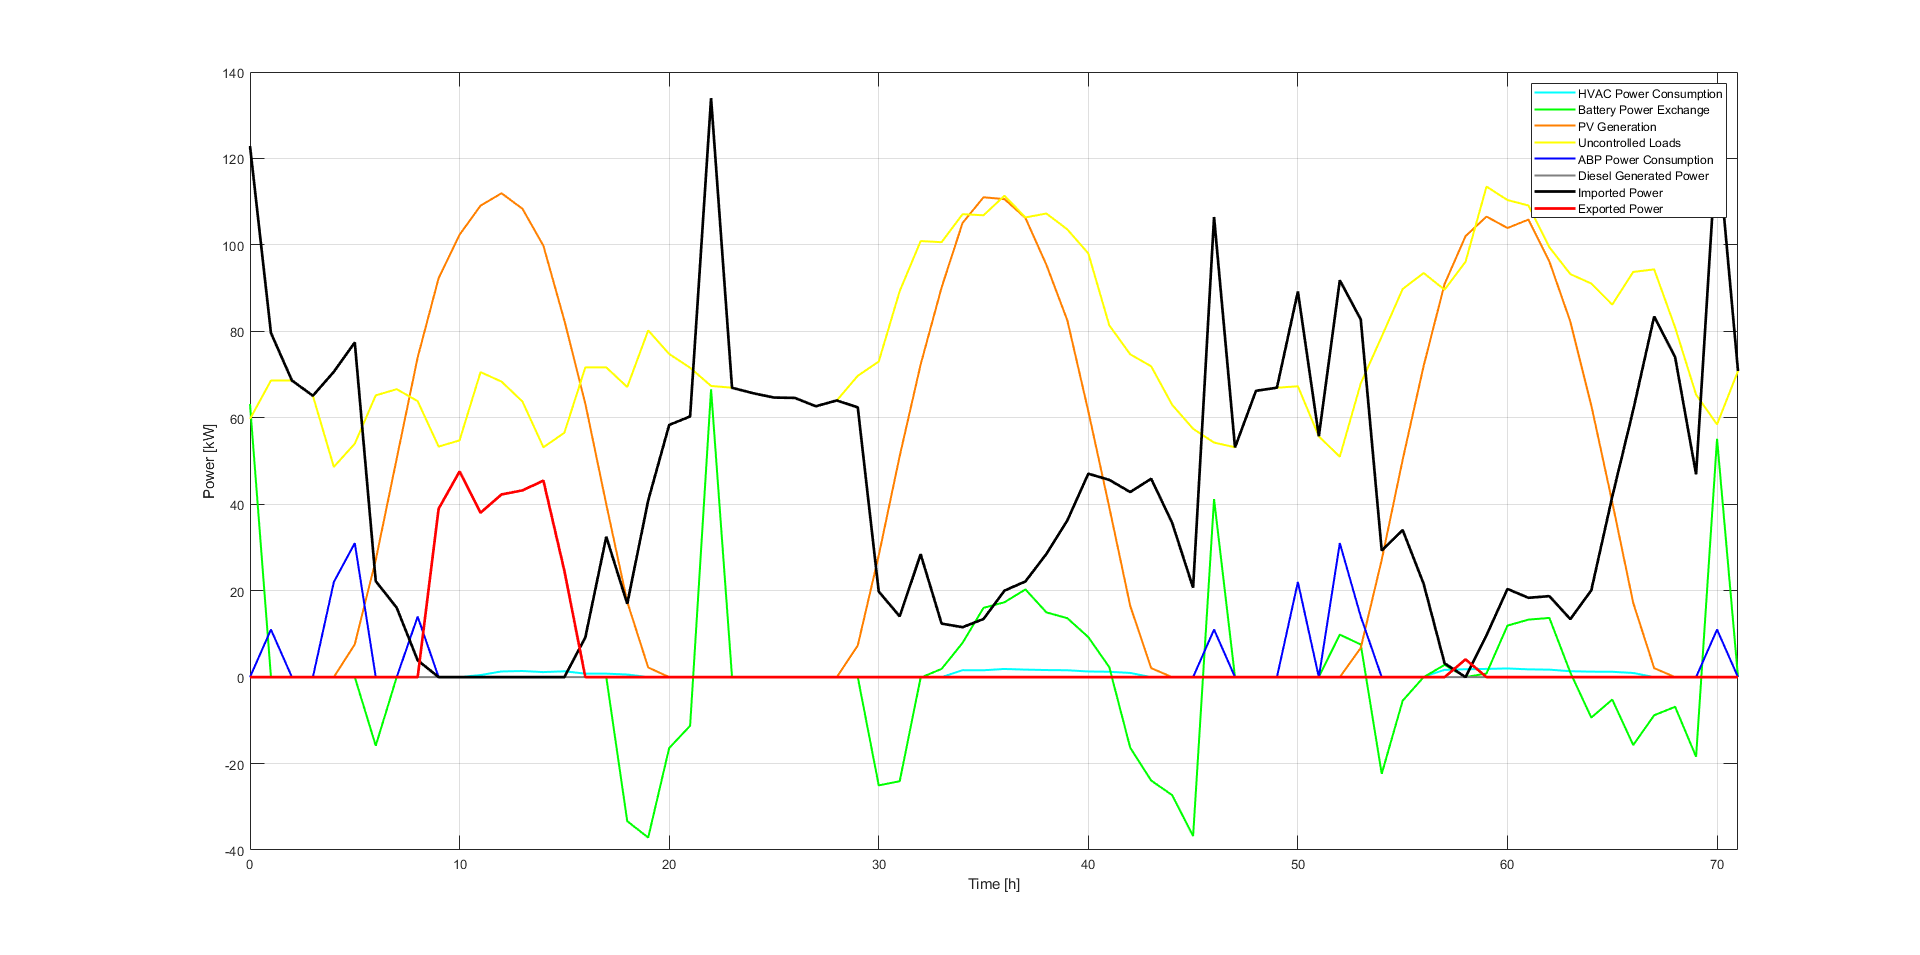 140
120
100
80
60
40
20
0
-20
-40
Power [kW]
0 10 20 30 40 50 60 70
Time [h]
HVAC Power Consumption
Battery Power Exchange
PV Generation
Uncontrolled Loads
ABP Power Consumption
Diesel Generated Power
Imported Power
Exported Power